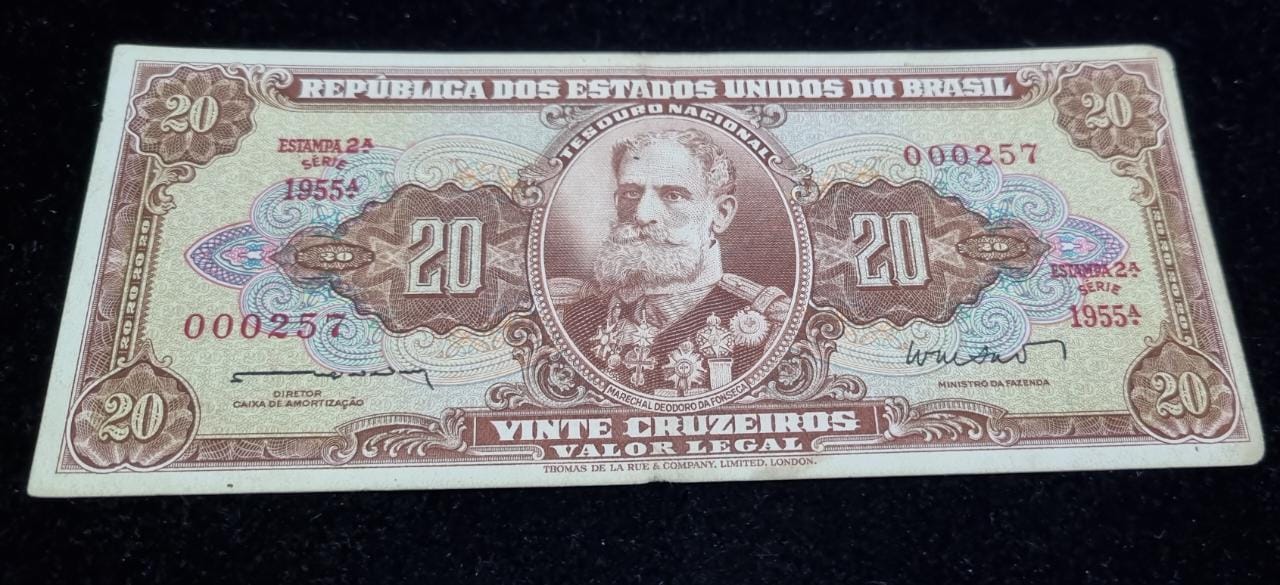 REPÚBLICA DOS ESTADOS UNIDOS DO BRASIL
TESOURO NACIONAL
20
20
ESTAMPA 2ª
SÉRIE
1955ª
000257
20
20
20
20
ESTAMPA 2ª
SÉRIE
1955ª
000257
DIRETOR
CAIXA DE AMORTIZAÇÃO
MINISTRO DA FAZENDA
MARECHAL DEODORO DA FONSECA
20
20
VINTE CRUZEIROS
VALOR LEGAL
THOMAS DE LA RUE & COMPANY, LIMITED, LONDON.